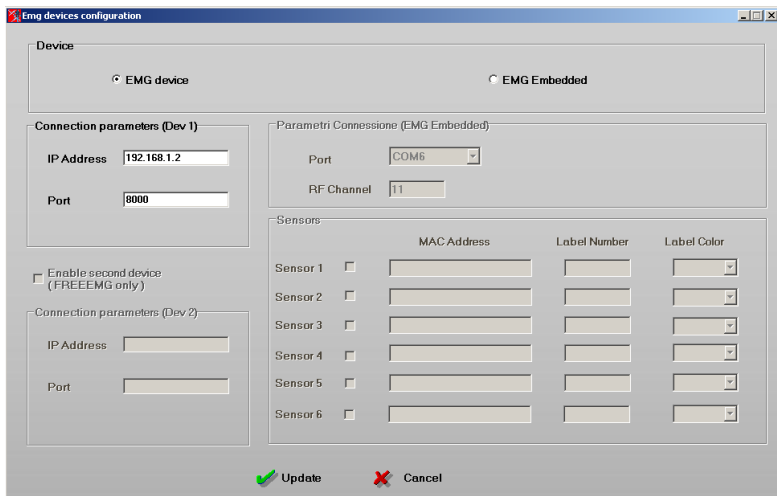 Emg devices configuration
Device
EMG device
EMG Embedded
Connection parameters (Dev 1)
IP Address 192.168.1.2
Port 8000
Enable second device
(FREEEMG only)
Connection parameters (Dev 2)
IP Address
Port
Parametri Connessione (EMG Embedded)
Port COM6
RF Channel 11
Sensors
MAC Address Label Number Label Color
Sensor 1
Sensor 2
Sensor 3
Sensor 4
Sensor 5
Sensor 6
Update Cancel